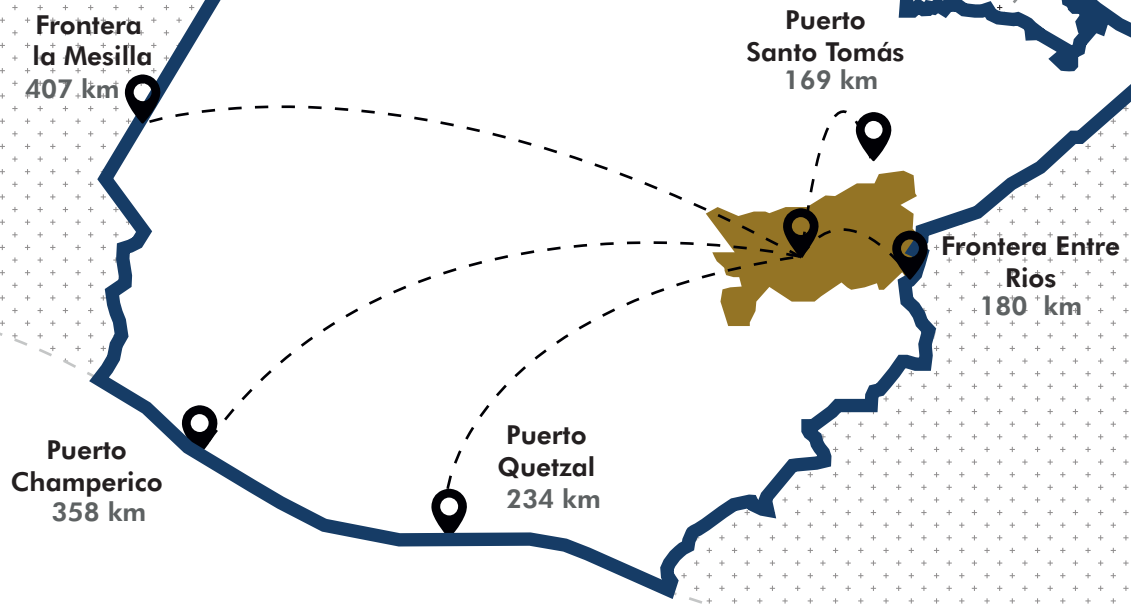 Frontera
la Mesilla
407 km
Puerto
Santo Tomás
169 km
Frontera Entre
Rios
180 km
Puerto
Champerico
358 km
Puerto
Quetzal
234 km